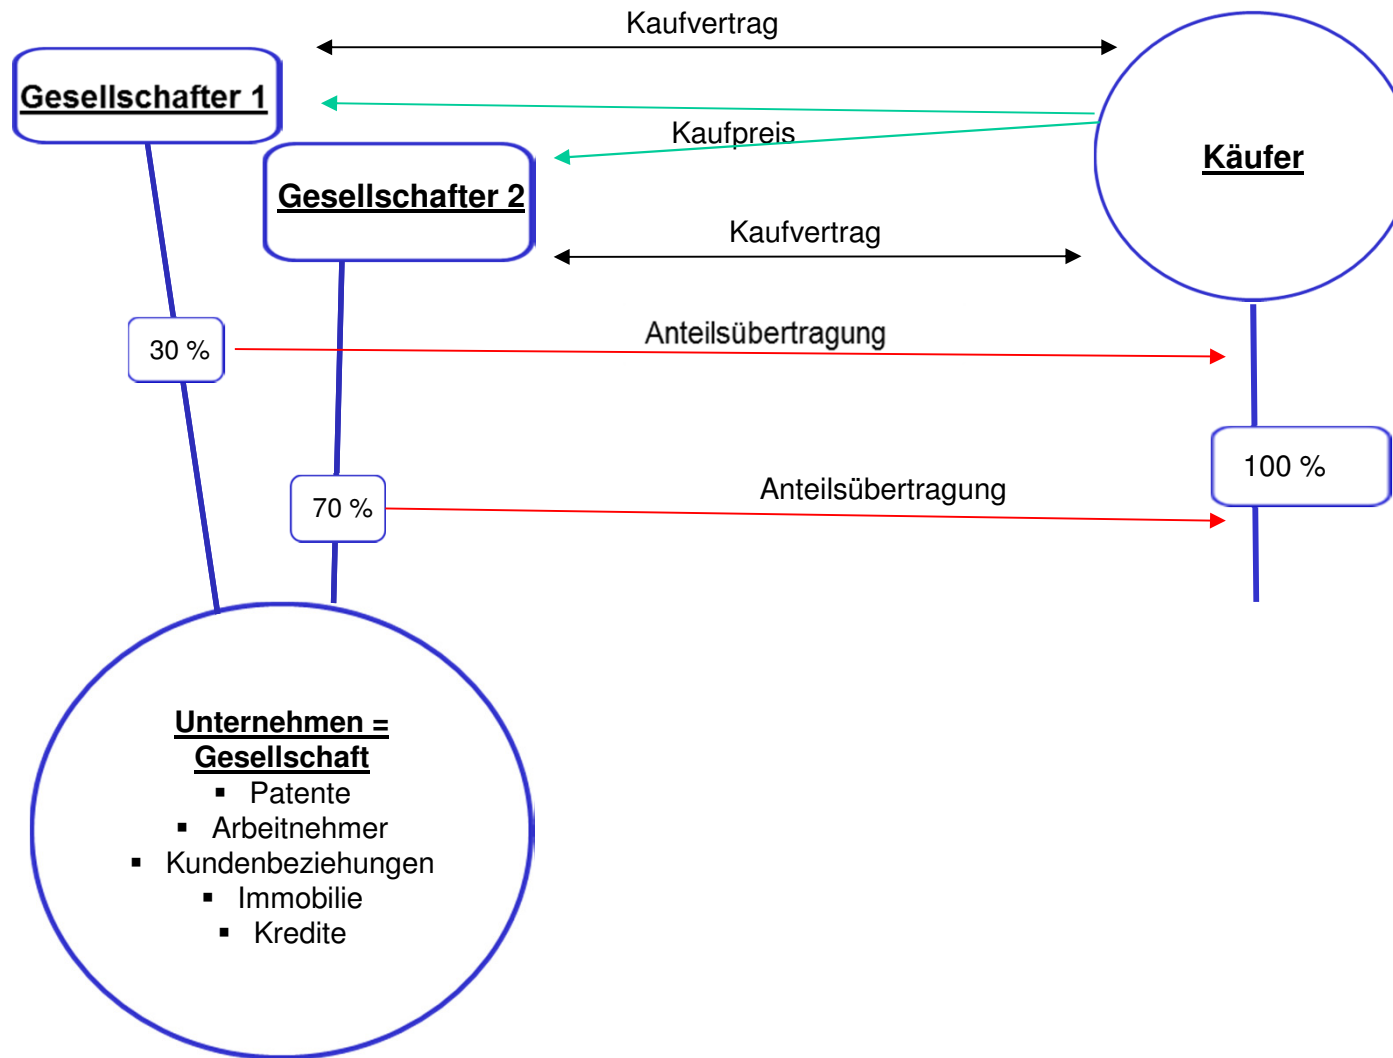 Kaufvertrag
Gesellschafter 1
Kaufpreis
Käufer
Gesellschafter 2
Kaufvertrag
Anteilsübertragung
30 %
100 %
Anteilsübertragung
70 %
Unternehmen =
Gesellschaft
▪ Patente
▪ Arbeitnehmer
▪ Kundenbeziehungen
▪ Immobilie
▪ Kredite